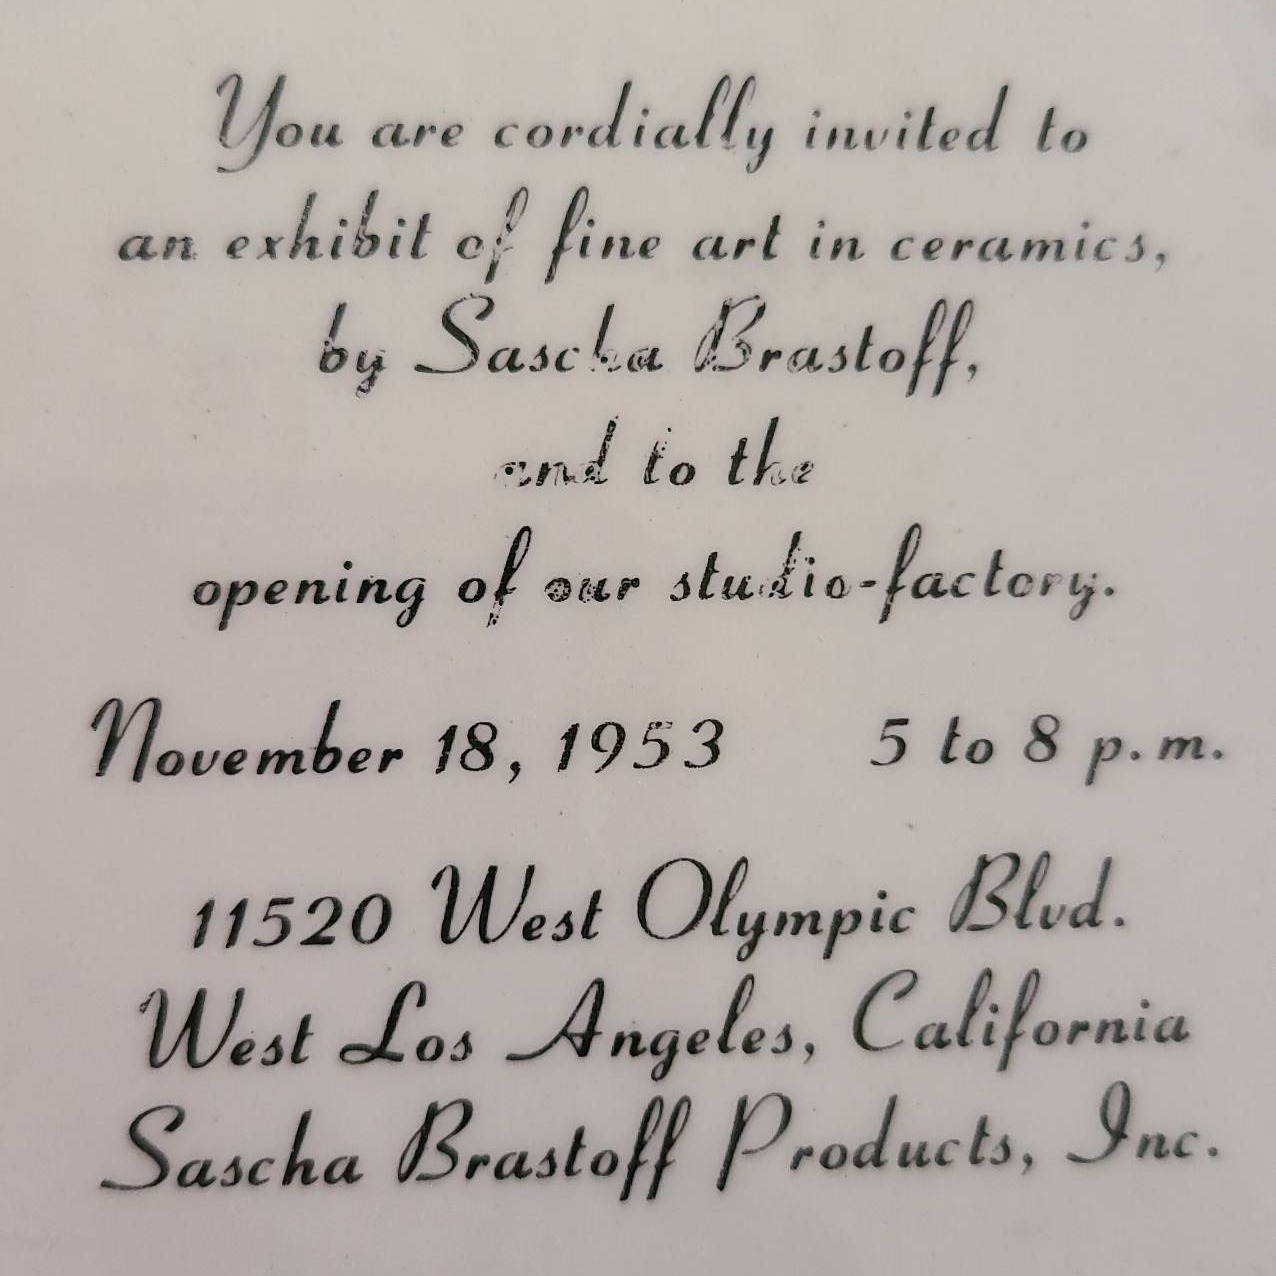 You are cordially invited to
an exhibit of fine art in ceramics,
by Sascha Brastoff,
and to the
opening of our studio-factory.
November 18, 1953 5 to 8 p.m.
11520 West Olympic Blvd.
West Los Angeles, California
Sascha Brastoff Products, Inc.